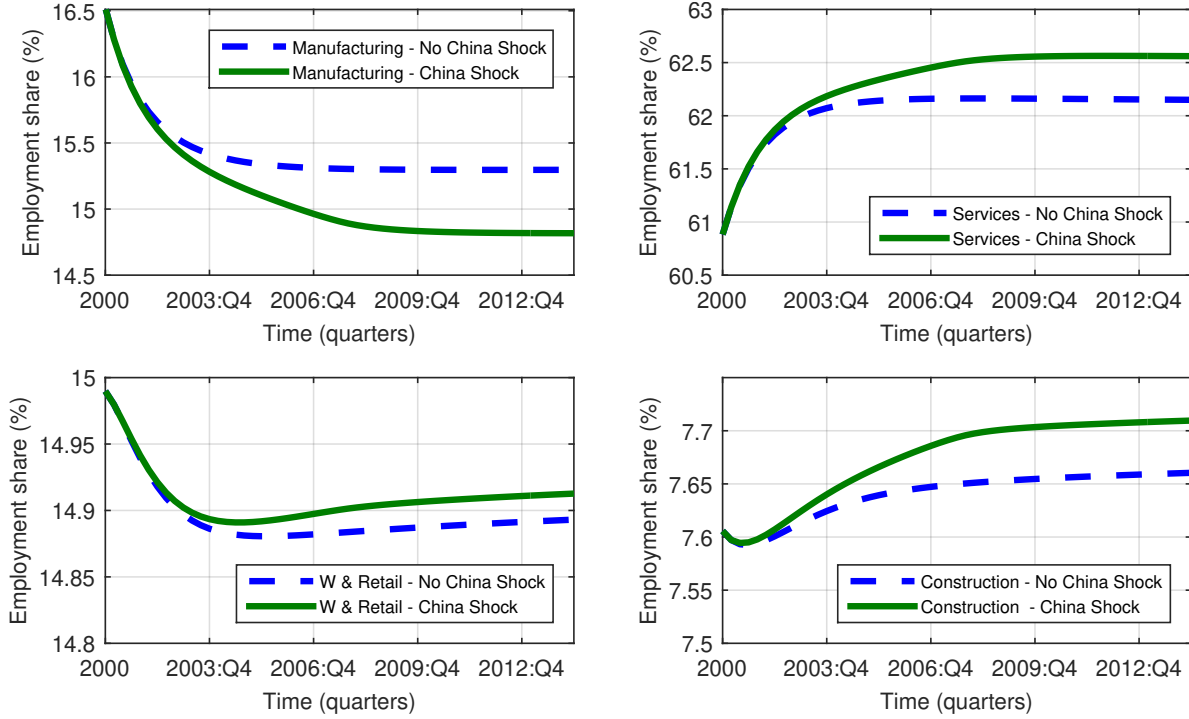 Employment share (%)
16.5
16
15.5
15
14.5
2000
2003:Q4
2006:Q4
2009:Q4
2012:Q4
Time (quarters)
Manufacturing - No China Shock
Manufacturing - China Shock
Employment share (%)
63
62.5
62
61.5
61
60.5
2000
2003:Q4
2006:Q4
2009:Q4
2012:Q4
Time (quarters)
Services - No China Shock
Services - China Shock
Employment share (%)
15
14.95
14.9
14.85
14.8
2000
2003:Q4
2006:Q4
2009:Q4
2012:Q4
Time (quarters)
W & Retail - No China Shock
W & Retail - China Shock
Employment share (%)
7.7
7.65
7.6
7.55
7.5
2000
2003:Q4
2006:Q4
2009:Q4
2012:Q4
Time (quarters)
Construction - No China Shock
Construction - China Shock